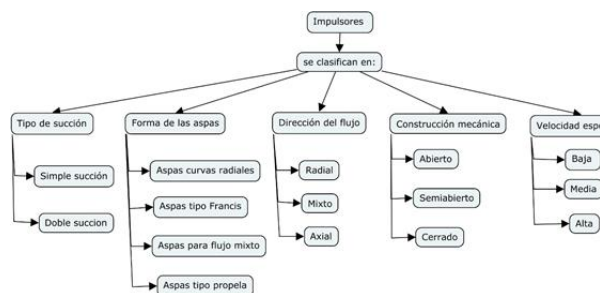 Impulsores
se clasifican en:
Tipo de succión
Simple succión
Doble succion
Forma de las aspas
Aspas curvas radiales
Aspas tipo Francis
Aspas para flujo mixto
Aspas tipo propela
Dirección del flujo
Radial
Mixto
Axial
Construcción mecánica
Abierto
Semiabierto
Cerrado
Velocidad
Baja
Media
Alta